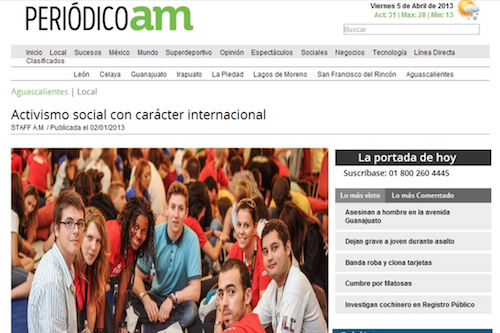 PERIÓDICO am
Viernes 5 de Abril de 2013
Act: 31 | Max: 28 | Min: 13
Buscar
Inicio Local Sucesos México Mundo Superdeportivo Opinión Espectáculos Sociales Negocios Tecnología Línea Directa
Clasificados
León Celaya Guanajuato Irapuato La Piedad Lagos de Moreno San Francisco del Rincón Aguascalientes
Aguascalientes | Local
Activismo social con carácter internacional
STAFF A.M. / Publicada el 02/01/2013
La portada de hoy
Suscríbase: 01 800 260 4445
Lo más visto Lo más Comentado
Asesinan a hombre en la avenida
Guanajuato
Dejan grave a joven durante asalto
Banda roba y clona tarjetas
Cumbre por Matosas
Investigan cochinero en Registro Público